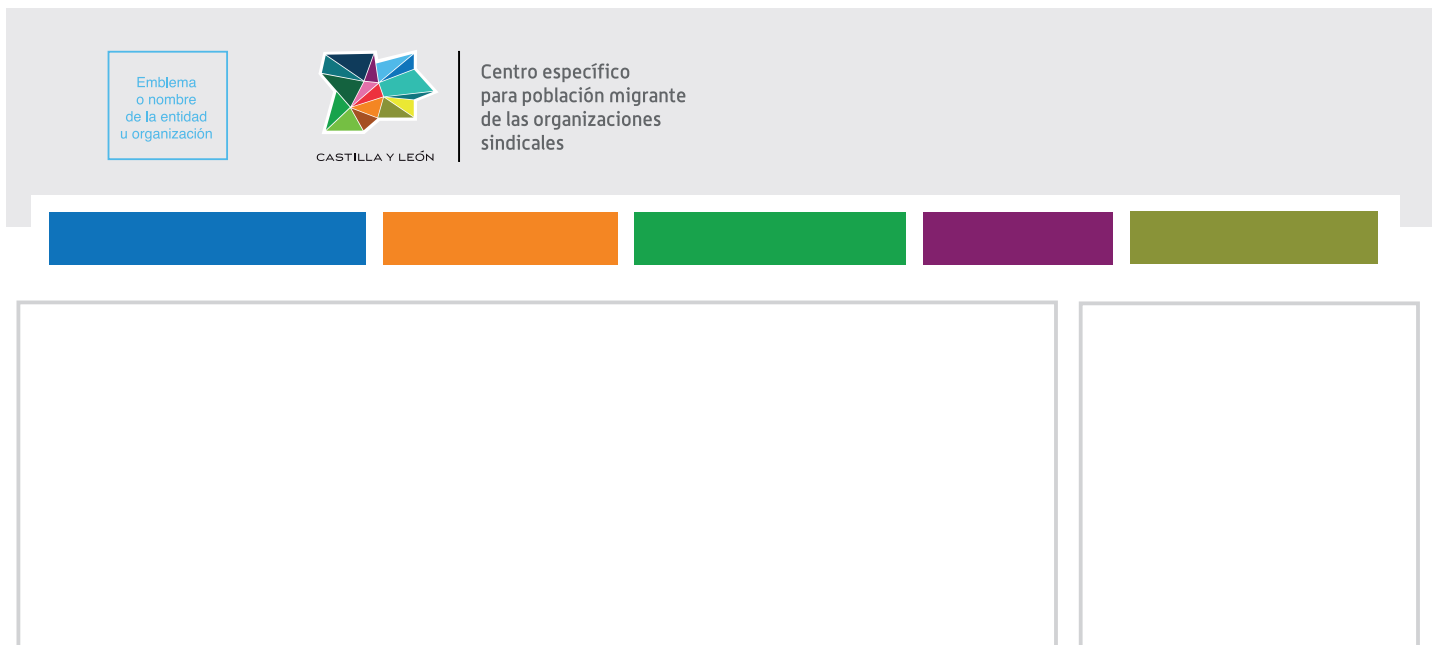 Emblema
o nombre
de la entidad
u organización
CASTILLA Y LEÓN
Centro específico
para población migrante
de las organizaciones
sindicales